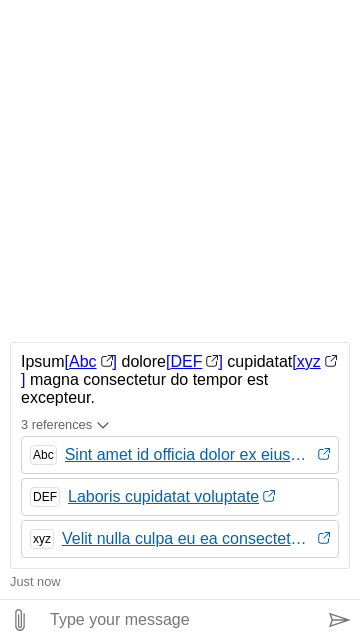 Ipsum[Abc] dolore[DEF] cupidatat[xyz
] magna consectetur do tempor est
excepteur.
3 references
Abc Sint amet id officia dolor ex eius…
DEF Laboris cupidatat voluptate
xyz Velit nulla culpa eu ea consectet…
Just now
Type your message